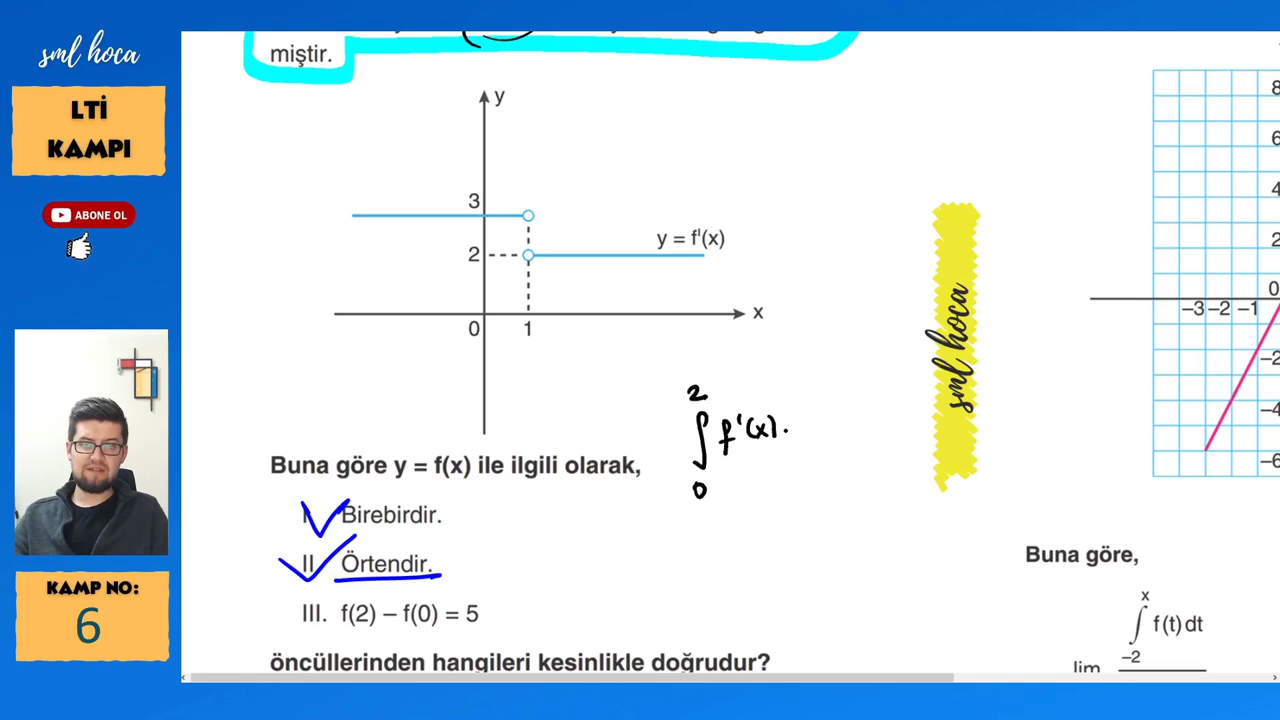 sml hoca
LTİ
KAMPI
ABONE OL
KAMP NO:
6
miştir.
y
3
2
y = f'(x)
x
0
1
2
∫ f'(x).
0
Buna göre y = f(x) ile ilgili olarak,
I. Birebirdir.
II. Örtendir.
III. f(2) – f(0) = 5
öncüllerinden hangileri kesinlikle doğrudur?
sml hoca
8
6
4
2
0
–3 –2 –1
–2
–4
–6
Buna göre,
x
∫ f(t) dt
–2
lim